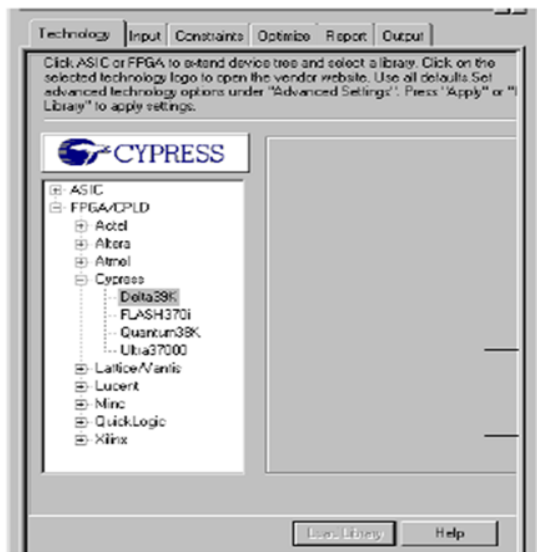 Technology Input Constraints Optimize Report Output
Click ASIC or FPGA to extend device tree and select a library. Click on the
selected technology logo to open the vendor website. Use all defaults. Set
advanced technology options under "Advanced Settings". Press "Apply" or "
Library" to apply settings.
CYPRESS
ASIC
FPGA/CPLD
Actel
Altera
Atmel
Cypress
Delta39K
FLASH370i
Quantum38K
Ultra37000
Lattice/Vantis
Lucent
Minc
QuickLogic
Xilinx
Load Library Help